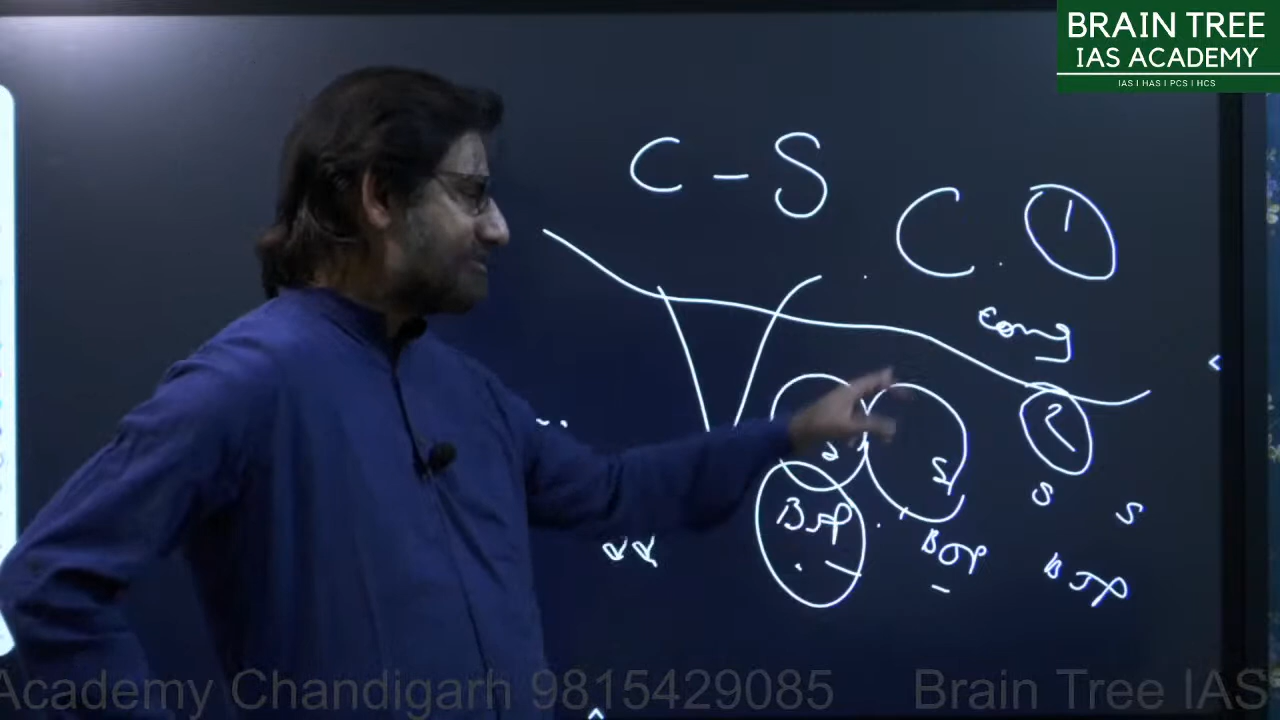 BRAIN TREE
IAS ACADEMY
IAS I HAS I PCS I HCS
C - S
C. 1
Cong
2
S
S S
BJP
BJP
BJP
Academy Chandigarh 9815429085 Brain Tree IAS